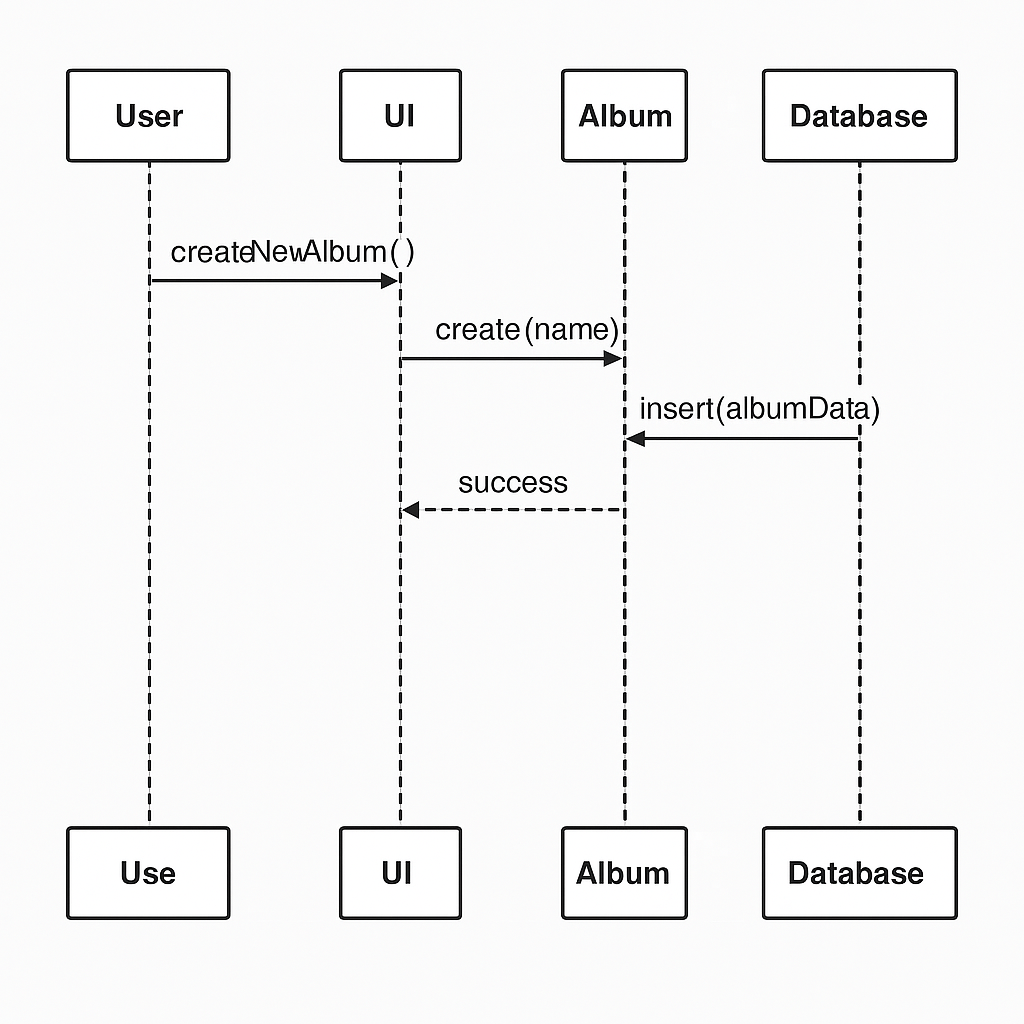 User
UI
Album
Database
createNewAlbum()
create(name)
insert(albumData)
success
Use
UI
Album
Database